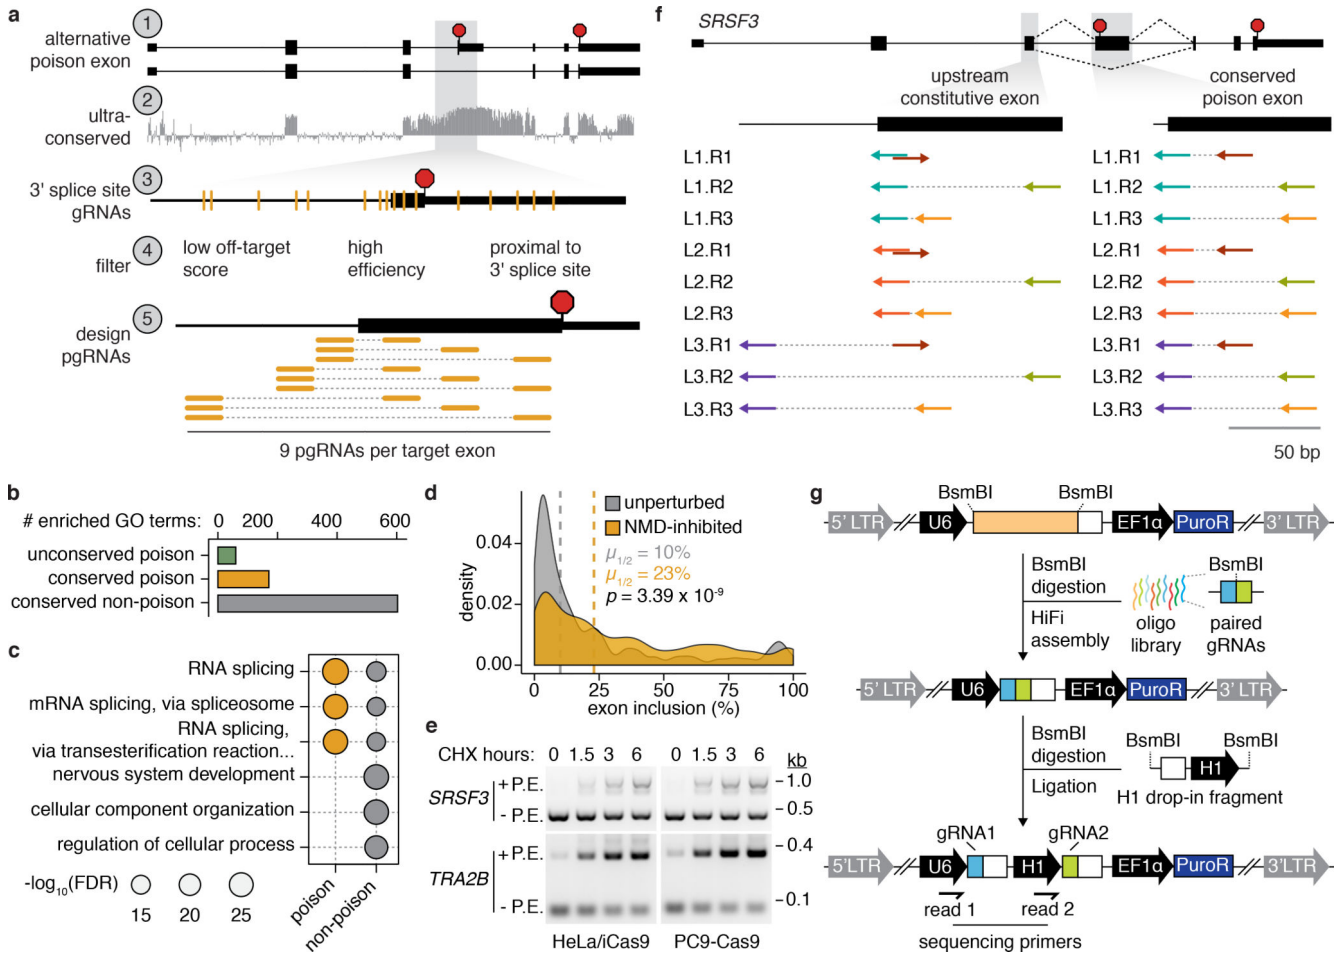 a
1
alternative
poison exon
2
ultra-
conserved
3
3' splice site
gRNAs
4
filter
low off-target
score
high
efficiency
proximal to
3' splice site
5
design
pgRNAs
9 pgRNAs per target exon
b
# enriched GO terms: 0 200 400 600
unconserved poison
conserved poison
conserved non-poison
c
RNA splicing
mRNA splicing, via spliceosome
RNA splicing,
via transesterification reaction...
nervous system development
cellular component organization
regulation of cellular process
-log10(FDR)
15 20 25
poison
non-poison
d
unperturbed
NMD-inhibited
μ1/2 = 10%
μ1/2 = 23%
p = 3.39 x 10-9
density
0.04
0.02
0.00
0 25 50 75 100
exon inclusion (%)
e
CHX hours: 0 1.5 3 6 0 1.5 3 6 kb
SRSF3
+ P.E.
- P.E.
1.0
0.5
TRA2B
+ P.E.
- P.E.
0.4
0.1
HeLa/iCas9 PC9-Cas9
f
SRSF3
upstream
constitutive exon
conserved
poison exon
L1.R1 L1.R1
L1.R2 L1.R2
L1.R3 L1.R3
L2.R1 L2.R1
L2.R2 L2.R2
L2.R3 L2.R3
L3.R1 L3.R1
L3.R2 L3.R2
L3.R3 L3.R3
50 bp
g
BsmBI BsmBI
5' LTR U6 EF1α PuroR 3' LTR
BsmBI
digestion
HiFi
assembly
oligo
library
BsmBI
paired
gRNAs
5' LTR U6 EF1α PuroR 3' LTR
BsmBI
digestion
Ligation
BsmBI BsmBI
H1
H1 drop-in fragment
gRNA1 gRNA2
5'LTR U6 H1 EF1α PuroR 3'LTR
read 1 read 2
sequencing primers